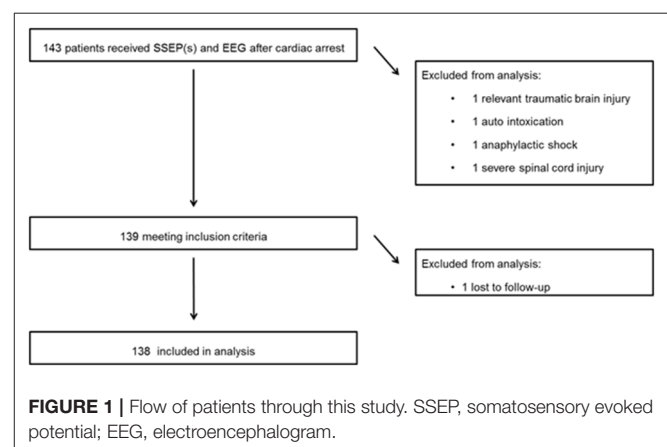 143 patients received SSEP(s) and EEG after cardiac arrest
Excluded from analysis:
• 1 relevant traumatic brain injury
• 1 auto intoxication
• 1 anaphylactic shock
• 1 severe spinal cord injury
139 meeting inclusion criteria
Excluded from analysis:
• 1 lost to follow-up
138 included in analysis
FIGURE 1 | Flow of patients through this study. SSEP, somatosensory evoked
potential; EEG, electroencephalogram.